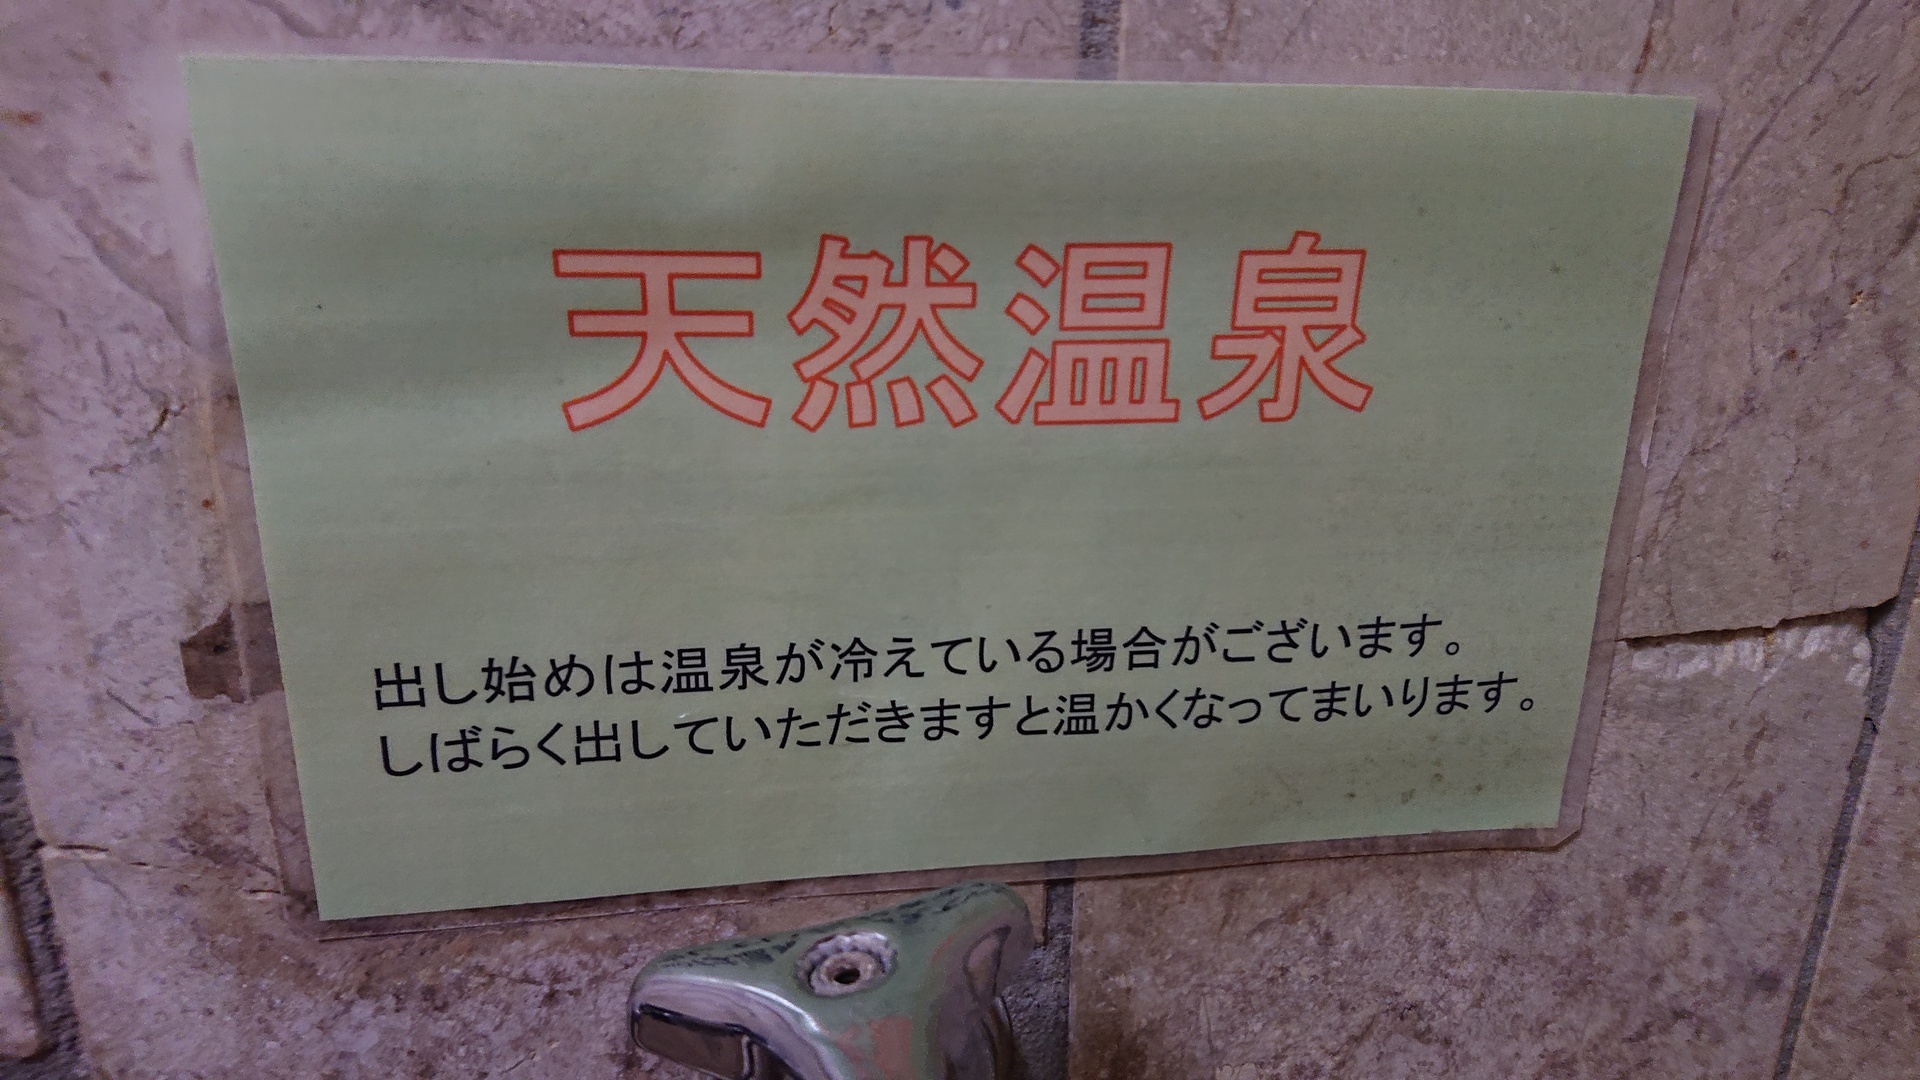 天然温泉
出し始めは温泉が冷えている場合がございます。
しばらく出していただきますと温かくなってまいります。